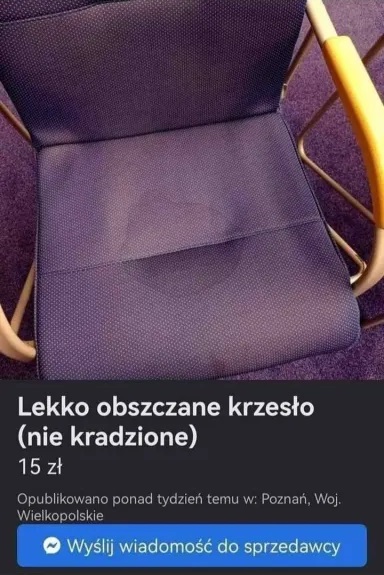 Lekko obszczane krzesło
(nie kradzione)
15 zł
Opublikowano ponad tydzień temu w: Poznań, Woj.
Wielkopolskie
Wyślij wiadomość do sprzedawcy